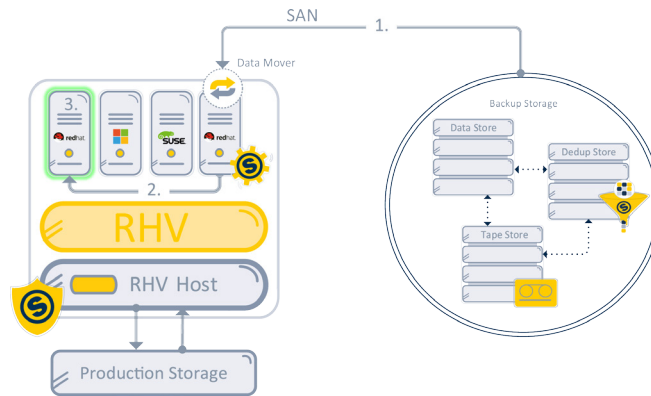 SAN
1.
Data Mover
3.
redhat.
SUSE
redhat.
2.
RHV
RHV Host
Production Storage
Backup Storage
Data Store
Dedup Store
Tape Store
S
S
S